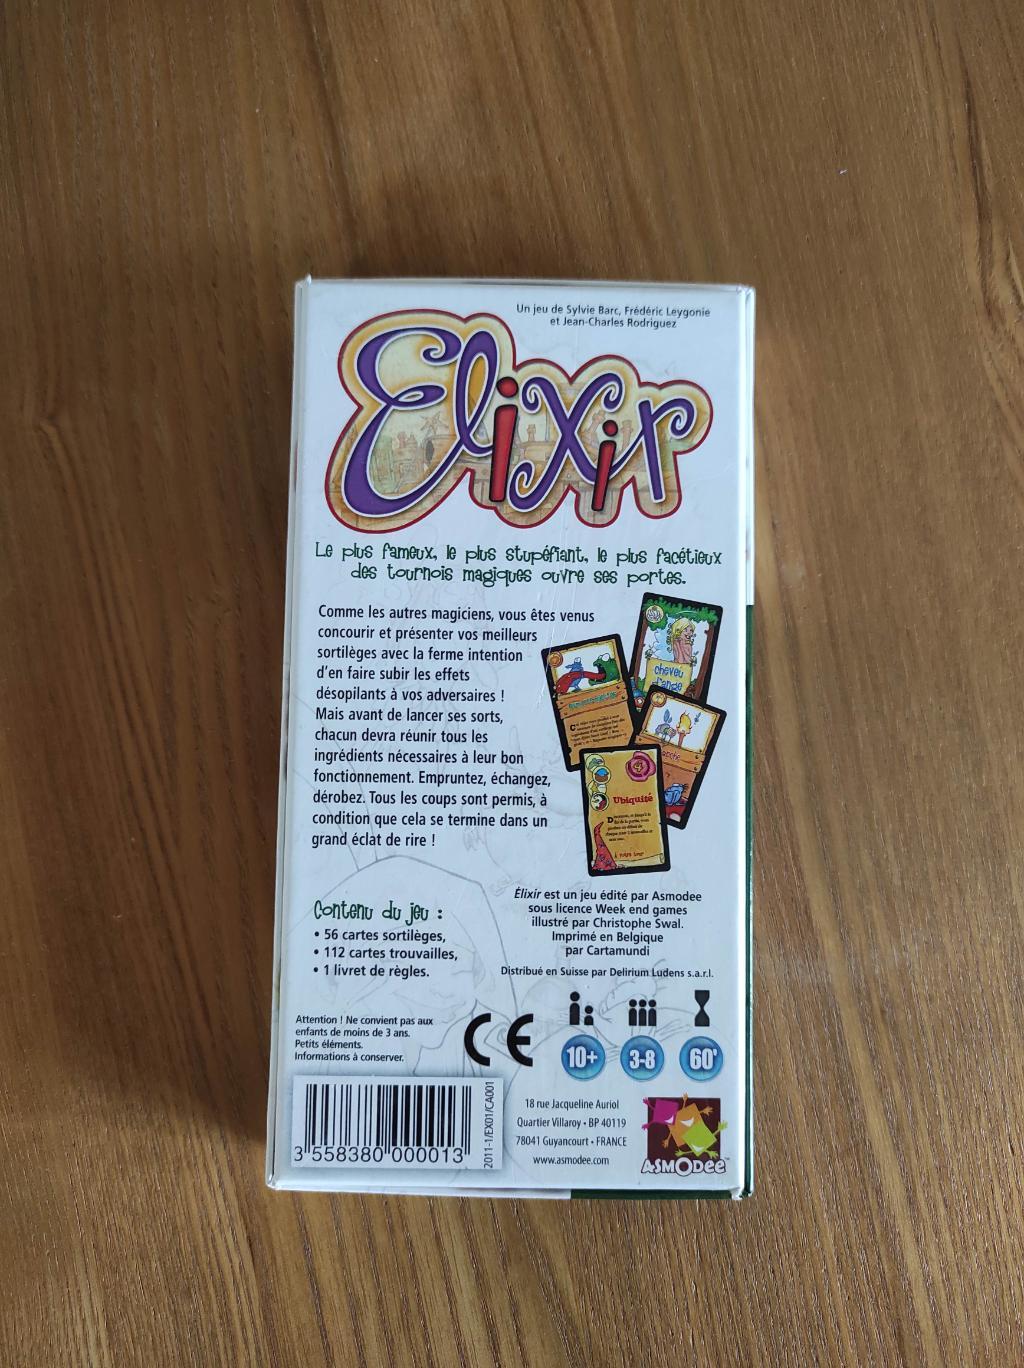 Un jeu de Sylvie Barc, Frédéric Leygonie
et Jean-Charles Rodriguez
Elixir
Le plus fameux, le plus stupéfiant, le plus facétieux
des tournois magiques ouvre ses portes.
Comme les autres magiciens, vous êtes venus
concourir et présenter vos meilleurs
sortilèges avec la ferme intention
d'en faire subir les effets
désopilants à vos adversaires !
Mais avant de lancer ses sorts,
chacun devra réunir tous les
ingrédients nécessaires à leur bon
fonctionnement. Empruntez, échangez,
dérobez. Tous les coups sont permis, à
condition que cela se termine dans un
grand éclat de rire !
cheveu
d'ange
4
Ubiquité
Contenu du jeu :
• 56 cartes sortilèges,
• 112 cartes trouvailles,
• 1 livret de règles.
Élixir est un jeu édité par Asmodee
sous licence Week end games
illustré par Christophe Swal.
Imprimé en Belgique
par Cartamundi
Distribué en Suisse par Delirium Ludens s.a.r.l.
Attention ! Ne convient pas aux
enfants de moins de 3 ans.
Petits éléments.
Informations à conserver.
CE
10+
3-8
60'
3 558380 000013
2011-1/EX01/CA001
18 rue Jacqueline Auriol
Quartier Villaroy • BP 40119
78041 Guyancourt • FRANCE
www.asmodee.com
ASMODee